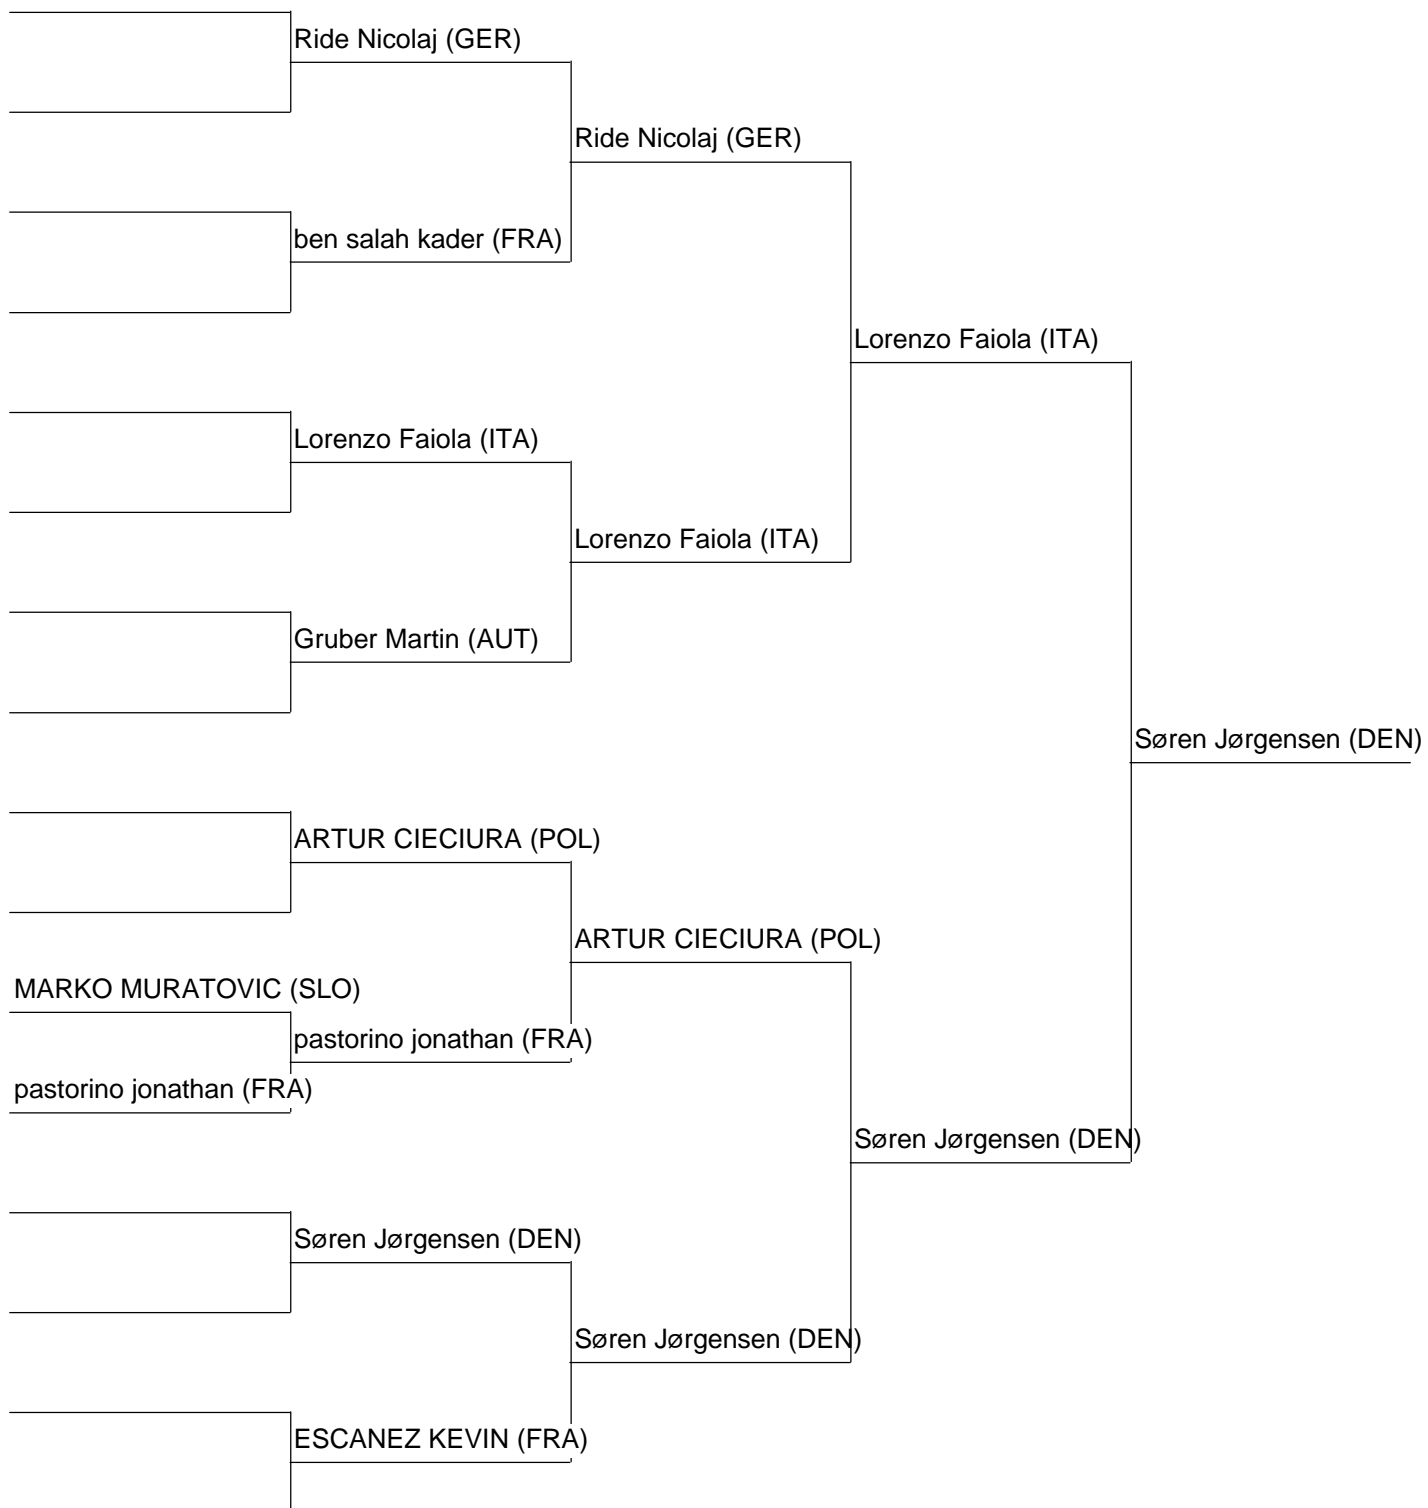 Ride Nicolaj (GER)
Ride Nicolaj (GER)
ben salah kader (FRA)
Lorenzo Faiola (ITA)
Lorenzo Faiola (ITA)
Lorenzo Faiola (ITA)
Gruber Martin (AUT)
Søren Jørgensen (DEN)
ARTUR CIECIURA (POL)
ARTUR CIECIURA (POL)
MARKO MURATOVIC (SLO)
pastorino jonathan (FRA)
pastorino jonathan (FRA)
Søren Jørgensen (DEN)
Søren Jørgensen (DEN)
Søren Jørgensen (DEN)
ESCANEZ KEVIN (FRA)